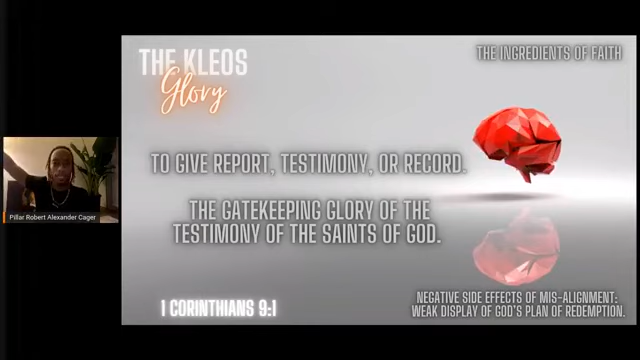 THE KLEOS
Glory
THE INGREDIENTS OF FAITH
TO GIVE REPORT, TESTIMONY, OR RECORD.
THE GATEKEEPING GLORY OF THE
TESTIMONY OF THE SAINTS OF GOD.
Pillar Robert Alexander Cager
1 CORINTHIANS 9:1
NEGATIVE SIDE EFFECTS OF MIS-ALIGNMENT:
WEAK DISPLAY OF GOD'S PLAN OF REDEMPTION.